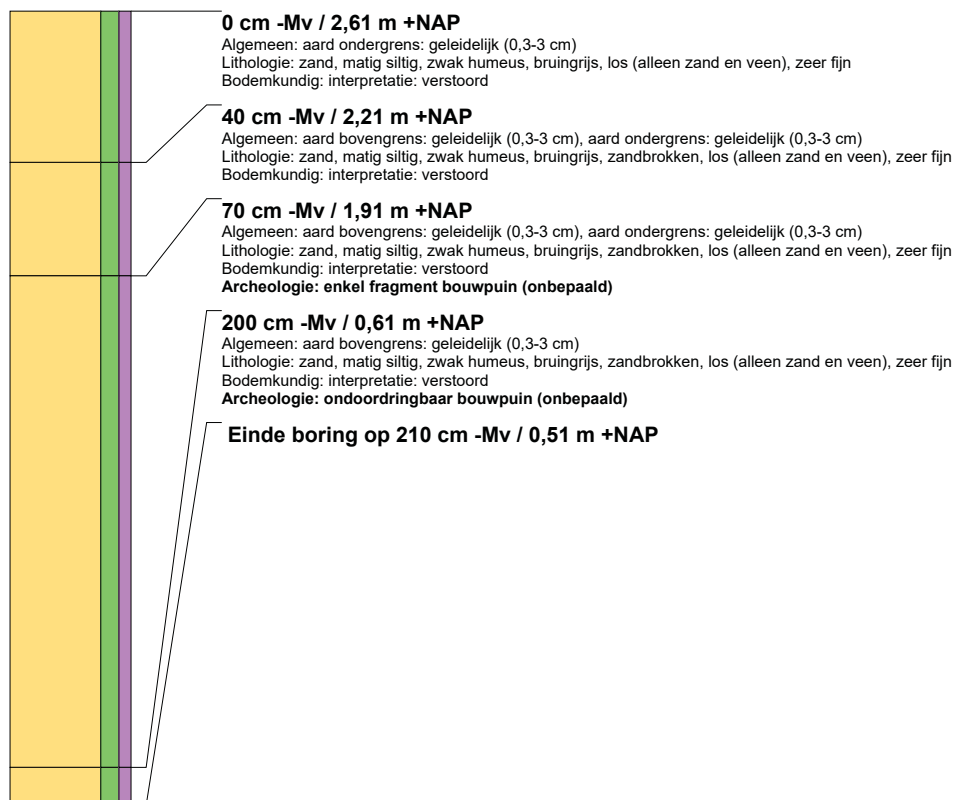 0 cm -Mv / 2,61 m +NAP
Algemeen: aard ondergrens: geleidelijk (0,3-3 cm)
Lithologie: zand, matig siltig, zwak humeus, bruingrijs, los (alleen zand en veen), zeer fijn
Bodemkundig: interpretatie: verstoord
40 cm -Mv / 2,21 m +NAP
Algemeen: aard bovengrens: geleidelijk (0,3-3 cm), aard ondergrens: geleidelijk (0,3-3 cm)
Lithologie: zand, matig siltig, zwak humeus, bruingrijs, zandbrokken, los (alleen zand en veen), zeer fijn
Bodemkundig: interpretatie: verstoord
70 cm -Mv / 1,91 m +NAP
Algemeen: aard bovengrens: geleidelijk (0,3-3 cm), aard ondergrens: geleidelijk (0,3-3 cm)
Lithologie: zand, matig siltig, zwak humeus, bruingrijs, zandbrokken, los (alleen zand en veen), zeer fijn
Bodemkundig: interpretatie: verstoord
Archeologie: enkel fragment bouwpuin (onbepaald)
200 cm -Mv / 0,61 m +NAP
Algemeen: aard bovengrens: geleidelijk (0,3-3 cm)
Lithologie: zand, matig siltig, zwak humeus, bruingrijs, zandbrokken, los (alleen zand en veen), zeer fijn
Bodemkundig: interpretatie: verstoord
Archeologie: ondoordringbaar bouwpuin (onbepaald)
Einde boring op 210 cm -Mv / 0,51 m +NAP